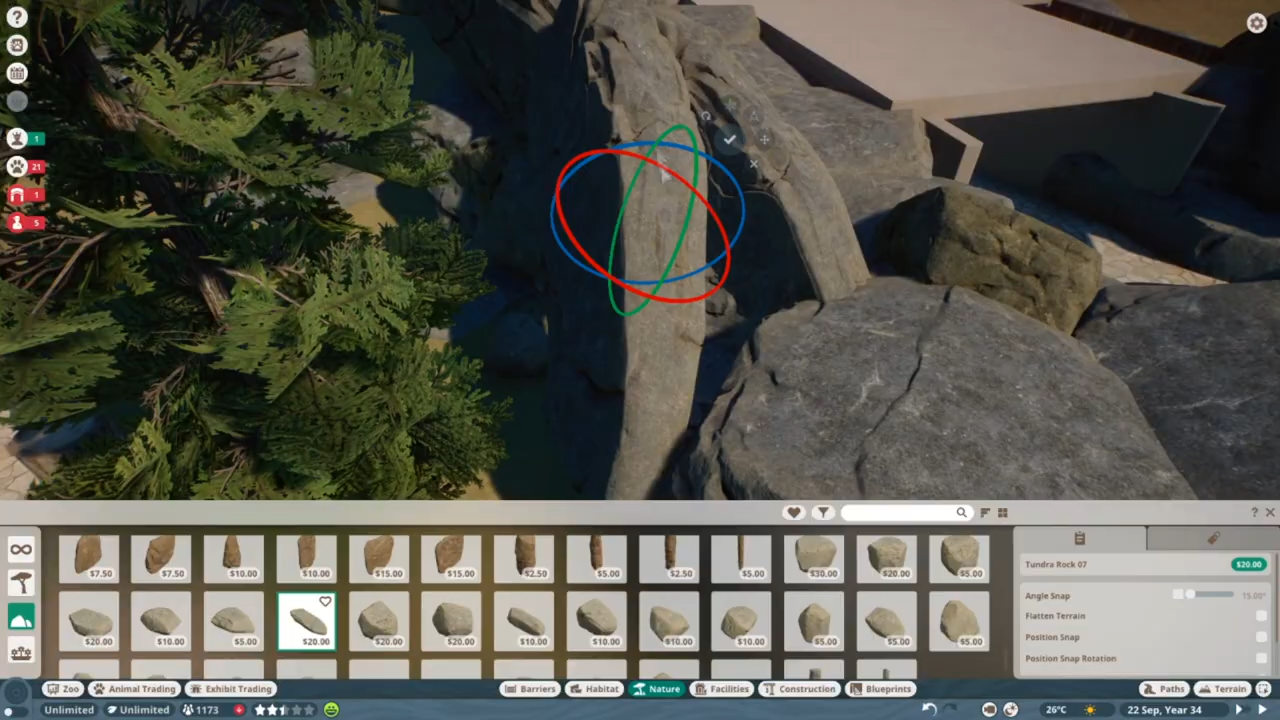 ?
1
21
1
5
? ×
$7.50 $7.50 $10.00 $10.00 $15.00 $15.00 $2.50 $5.00 $2.50 $5.00 $30.00 $20.00 $5.00
$20.00 $10.00 $5.00 $20.00 $20.00 $20.00 $10.00 $10.00 $10.00 $10.00 $5.00 $5.00 $5.00
Tundra Rock 07 $20.00
Angle Snap 15.00°
Flatten Terrain
Position Snap
Position Snap Rotation
Zoo Animal Trading Exhibit Trading Barriers Habitat Nature Facilities Construction Blueprints Paths Terrain
Unlimited Unlimited 1173 26°C 22 Sep, Year 34